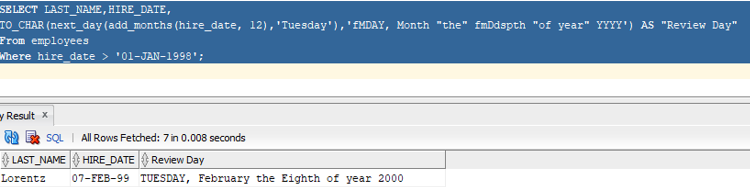 SELECT LAST_NAME,HIRE_DATE,
TO_CHAR(next_day(add_months(hire_date, 12),'Tuesday'),'fMDAY, Month "the" fmDdspth "of year" YYYY') AS "Review Day"
From employees
Where hire_date > '01-JAN-1998';
y Result x
SQL | All Rows Fetched: 7 in 0.008 seconds
LAST_NAME HIRE_DATE Review Day
Lorentz 07-FEB-99 TUESDAY, February the Eighth of year 2000